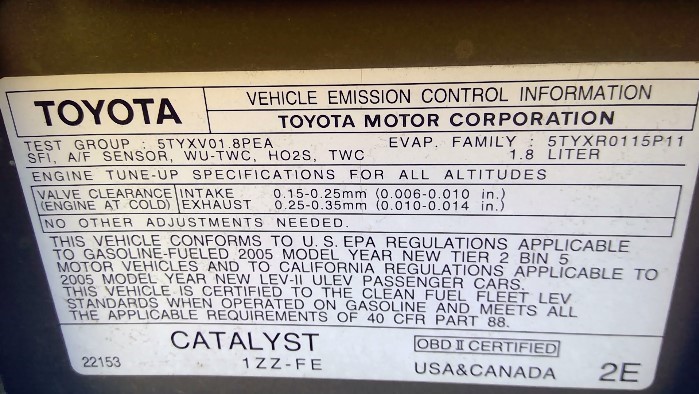 TOYOTA
VEHICLE EMISSION CONTROL INFORMATION
TOYOTA MOTOR CORPORATION
TEST GROUP : 5TYXV01.8PEA EVAP. FAMILY : 5TYXR0115P11
SFI, A/F SENSOR, WU-TWC, HO2S, TWC 1.8 LITER
ENGINE TUNE-UP SPECIFICATIONS FOR ALL ALTITUDES
VALVE CLEARANCE INTAKE 0.15-0.25mm (0.006-0.010 in.)
(ENGINE AT COLD) EXHAUST 0.25-0.35mm (0.010-0.014 in.)
NO OTHER ADJUSTMENTS NEEDED.
THIS VEHICLE CONFORMS TO U.S.EPA REGULATIONS APPLICABLE
TO GASOLINE-FUELED 2005 MODEL YEAR NEW TIER 2 BIN 5
MOTOR VEHICLES AND TO CALIFORNIA REGULATIONS APPLICABLE TO
2005 MODEL YEAR NEW LEV-II ULEV PASSENGER CARS.
THIS VEHICLE IS CERTIFIED TO THE CLEAN FUEL FLEET LEV
STANDARDS WHEN OPERATED ON GASOLINE AND MEETS ALL
THE APPLICABLE REQUIREMENTS OF 40 CFR PART 88.
CATALYST OBD II CERTIFIED
22153 1ZZ-FE USA&CANADA 2E